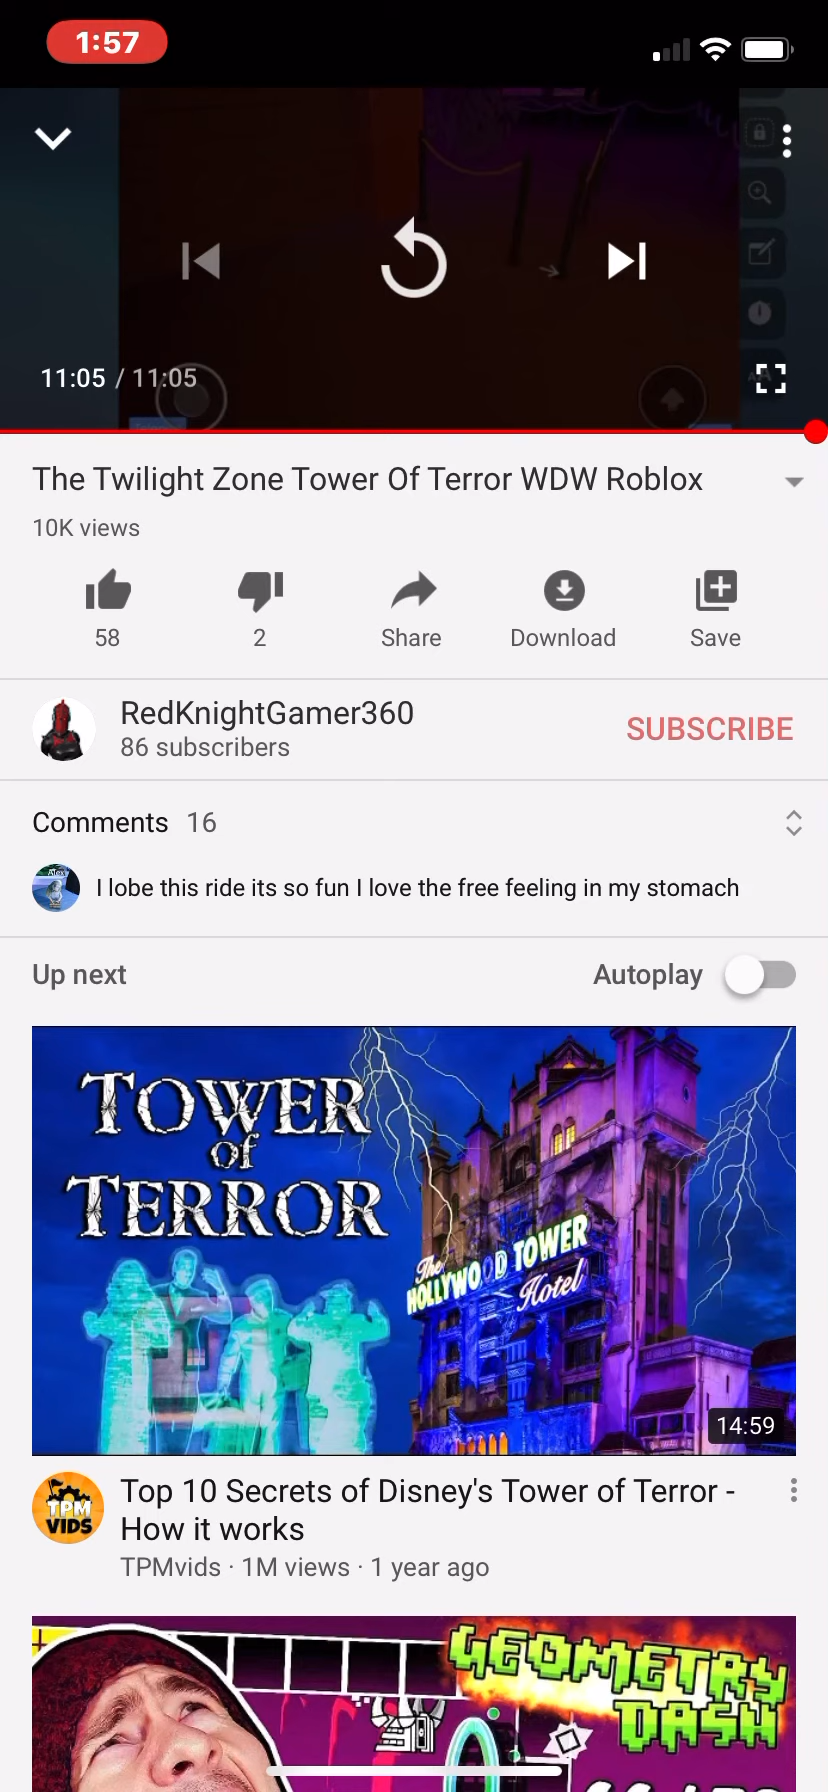 1:57
11:05 / 11:05
The Twilight Zone Tower Of Terror WDW Roblox
10K views
58
2
Share
Download
Save
RedKnightGamer360
86 subscribers
SUBSCRIBE
Comments 16
I lobe this ride its so fun I love the free feeling in my stomach
Up next
Autoplay
TOWER
of
TERROR
The
HOLLYWOOD TOWER
Hotel
14:59
TPM
VIDS
Top 10 Secrets of Disney's Tower of Terror -
How it works
TPMvids · 1M views · 1 year ago
GEOMETRY
DASH